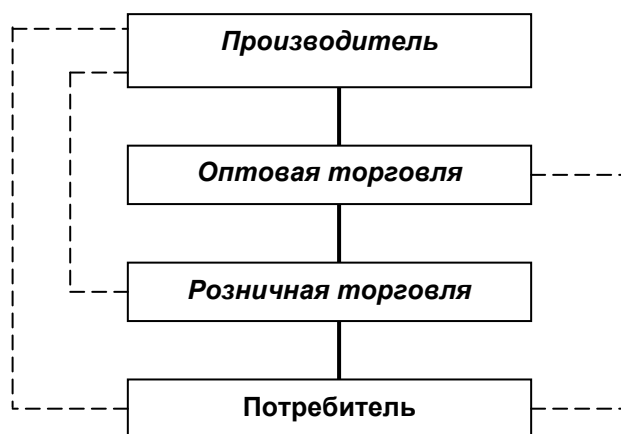 Производитель
Оптовая торговля
Розничная торговля
Потребитель